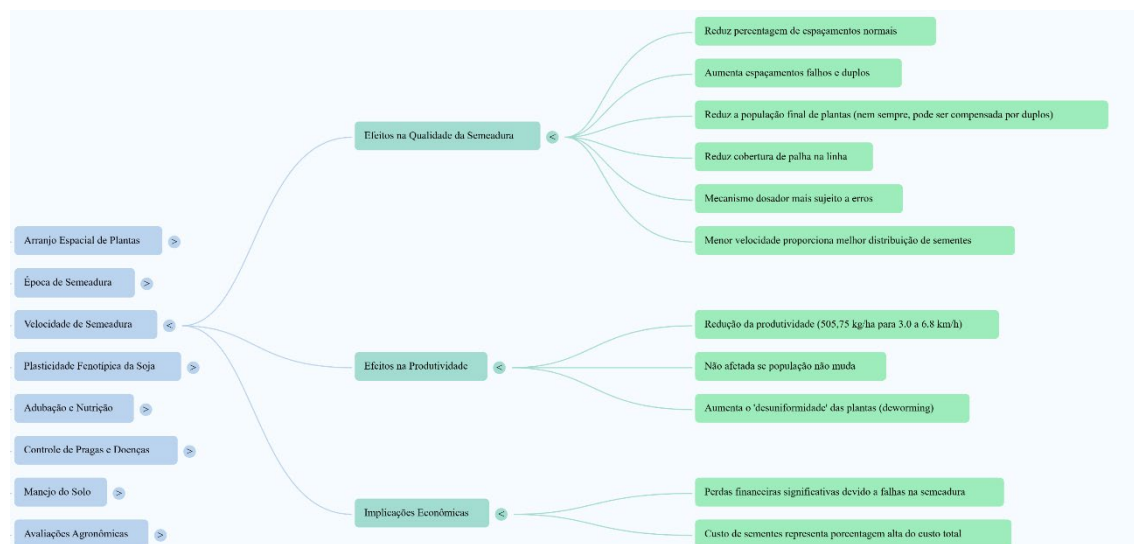 Arranjo Espacial de Plantas >
Época de Semeadura >
Velocidade de Semeadura <
Plasticidade Fenotípica da Soja >
Adubação e Nutrição >
Controle de Pragas e Doenças >
Manejo do Solo >
Avaliações Agronômicas >
Efeitos na Qualidade da Semeadura <
Reduz percentagem de espaçamentos normais
Aumenta espaçamentos falhos e duplos
Reduz a população final de plantas (nem sempre, pode ser compensada por duplos)
Reduz cobertura de palha na linha
Mecanismo dosador mais sujeito a erros
Menor velocidade proporciona melhor distribuição de sementes
Efeitos na Produtividade <
Redução da produtividade (505,75 kg/ha para 3.0 a 6.8 km/h)
Não afetada se população não muda
Aumenta o 'desuniformidade' das plantas (deworming)
Implicações Econômicas <
Perdas financeiras significativas devido a falhas na semeadura
Custo de sementes representa porcentagem alta do custo total